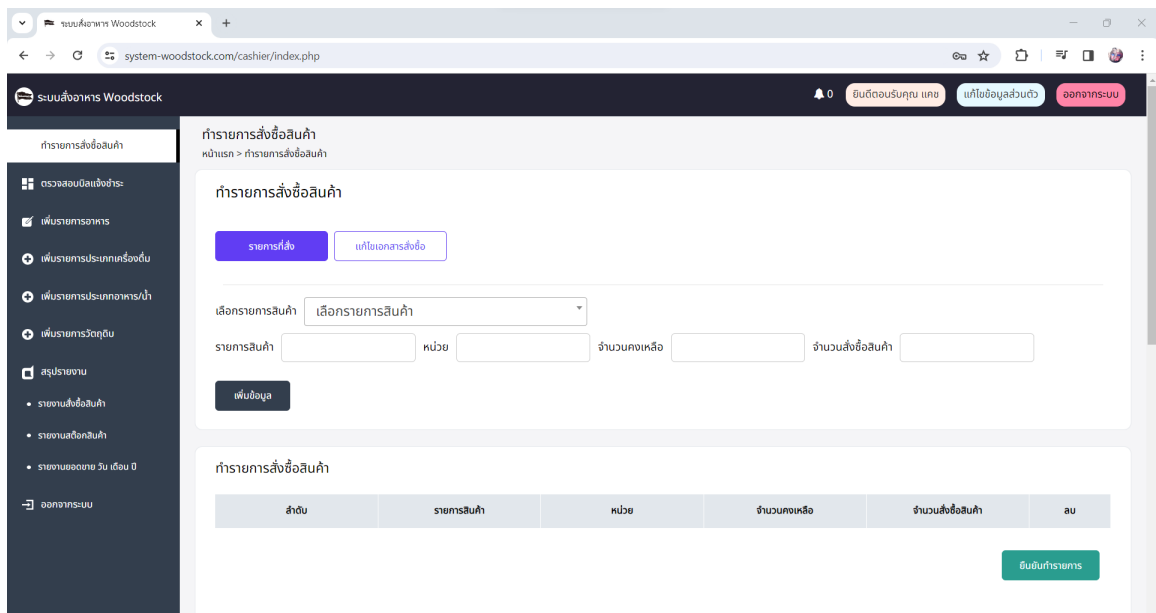 ระบบสั่งอาหาร Woodstock
system-woodstock.com/cashier/index.php
ระบบสั่งอาหาร Woodstock
0 ยินดีตอนรับคุณ แคช แก้ไขข้อมูลส่วนตัว ออกจากระบบ
ทำรายการสั่งซื้อสินค้า
ตรวจสอบบิลแจ้งชำระ
เพิ่มรายการอาหาร
เพิ่มรายการประเภทเครื่องดื่ม
เพิ่มรายการประเภทอาหาร/น้ำ
เพิ่มรายการวัตถุดิบ
สรุปรายงาน
รายงานสั่งซื้อสินค้า
รายงานสต๊อกสินค้า
รายงานยอดขาย วัน เดือน ปี
ออกจากระบบ
ทำรายการสั่งซื้อสินค้า
หน้าแรก > ทำรายการสั่งซื้อสินค้า
ทำรายการสั่งซื้อสินค้า
รายการที่สั่ง แก้ไขเอกสารสั่งซื้อ
เลือกรายการสินค้า เลือกรายการสินค้า
รายการสินค้า หน่วย จำนวนคงเหลือ จำนวนสั่งซื้อสินค้า
เพิ่มข้อมูล
ทำรายการสั่งซื้อสินค้า
ลำดับ รายการสินค้า หน่วย จำนวนคงเหลือ จำนวนสั่งซื้อสินค้า ลบ
ยืนยันทำรายการ